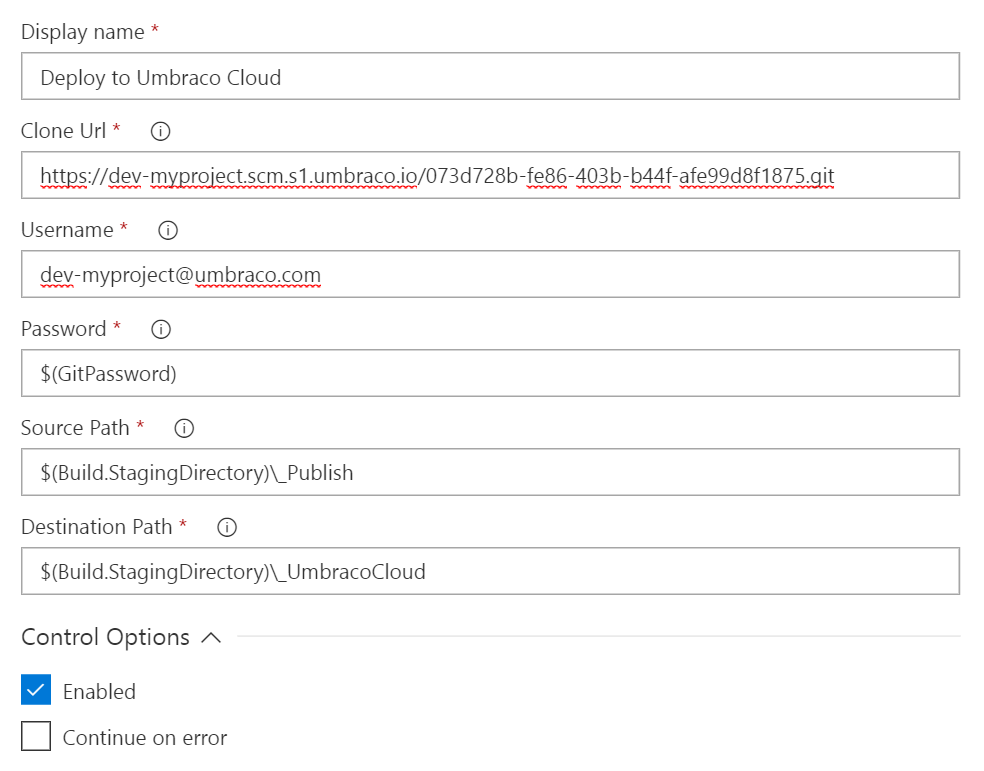 Display name *
Deploy to Umbraco Cloud
Clone Url *
https://dev-myproject.scm.s1.umbraco.io/073d728b-fe86-403b-b44f-afe99d8f1875.git
Username *
dev-myproject@umbraco.com
Password *
$(GitPassword)
Source Path *
$(Build.StagingDirectory)\_Publish
Destination Path *
$(Build.StagingDirectory)\_UmbracoCloud
Control Options
Enabled
Continue on error